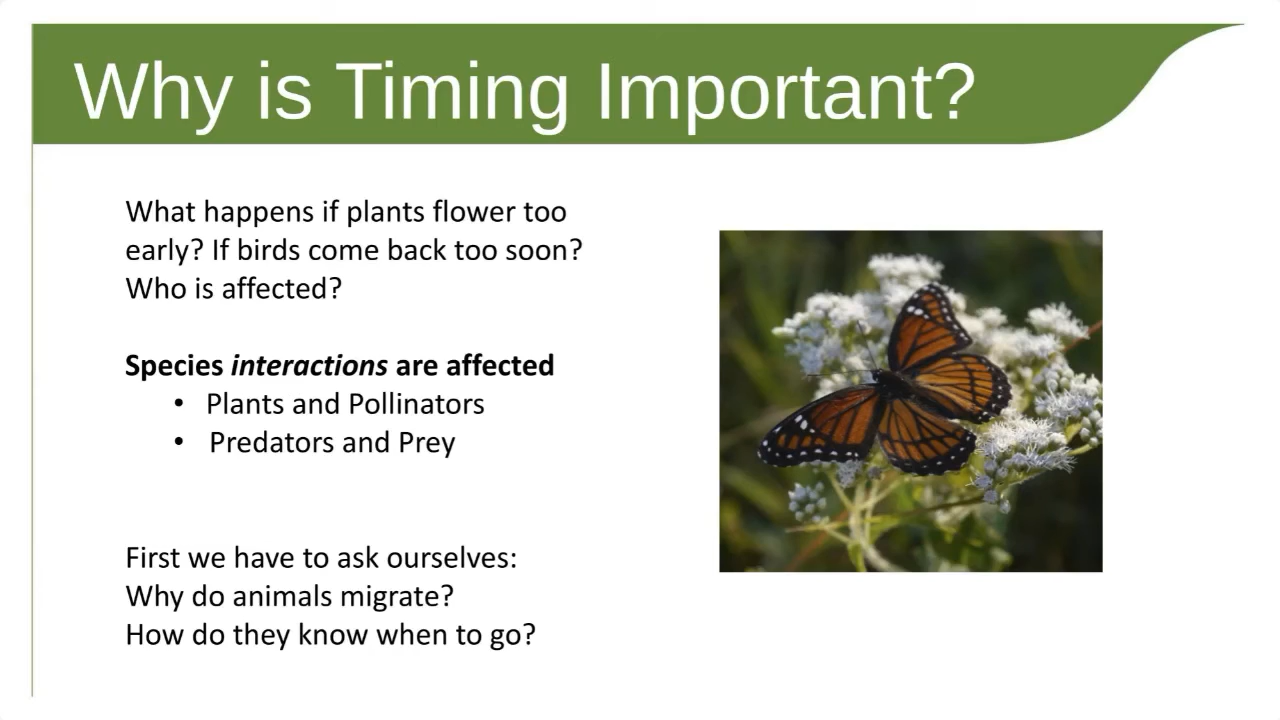 Why is Timing Important?
What happens if plants flower too
early? If birds come back too soon?
Who is affected?
Species interactions are affected
• Plants and Pollinators
• Predators and Prey
First we have to ask ourselves:
Why do animals migrate?
How do they know when to go?